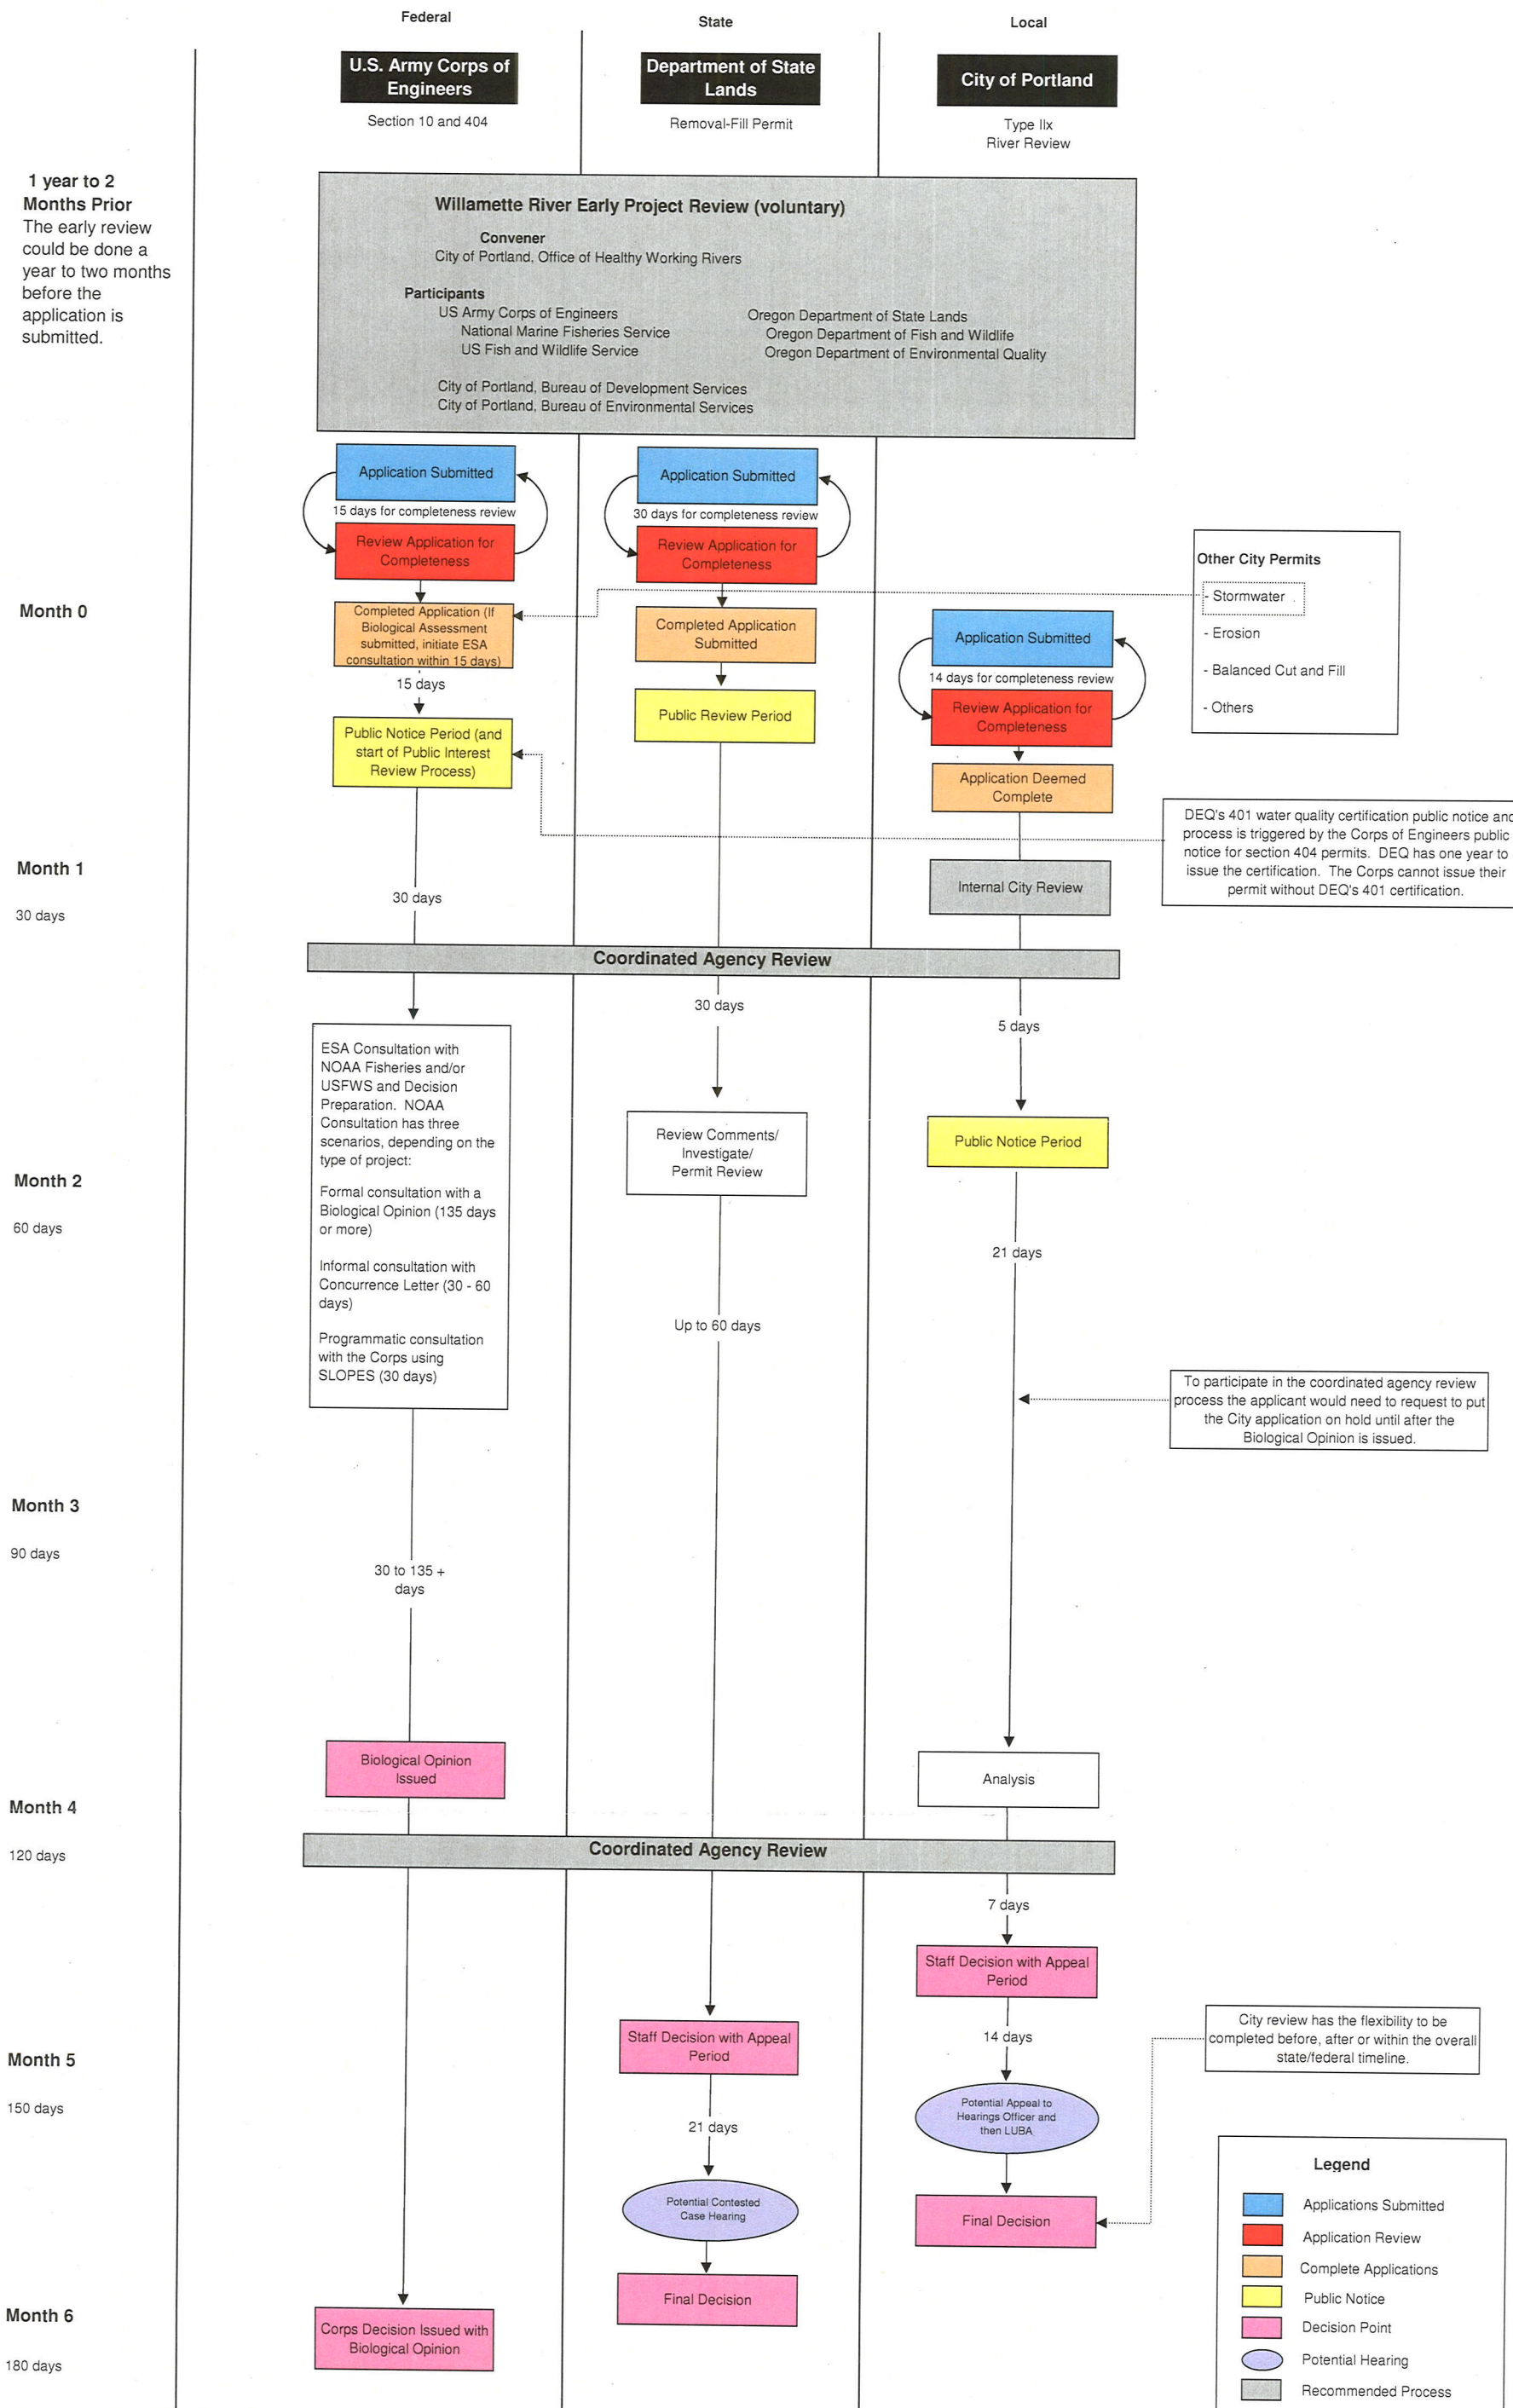 Federal
State
Local
U.S. Army Corps of
Engineers
Department of State
Lands
City of Portland
Section 10 and 404
Removal-Fill Permit
Type IIx
River Review
1 year to 2
Months Prior
The early review
could be done a
year to two months
before the
application is
submitted.
Willamette River Early Project Review (voluntary)
Convener
City of Portland, Office of Healthy Working Rivers
Participants
US Army Corps of Engineers
National Marine Fisheries Service
US Fish and Wildlife Service
Oregon Department of State Lands
Oregon Department of Fish and Wildlife
Oregon Department of Environmental Quality
City of Portland, Bureau of Development Services
City of Portland, Bureau of Environmental Services
Application Submitted
15 days for completeness review
Review Application for
Completeness
Application Submitted
30 days for completeness review
Review Application for
Completeness
Other City Permits
- Stormwater
- Erosion
- Balanced Cut and Fill
- Others
Month 0
Completed Application (If
Biological Assessment
submitted, initiate ESA
consultation within 15 days)
15 days
Public Notice Period (and
start of Public Interest
Review Process)
Completed Application
Submitted
Public Review Period
Application Submitted
14 days for completeness review
Review Application for
Completeness
Application Deemed
Complete
DEQ's 401 water quality certification public notice and
process is triggered by the Corps of Engineers public
notice for section 404 permits. DEQ has one year to
issue the certification. The Corps cannot issue their
permit without DEQ's 401 certification.
Month 1
30 days
30 days
Internal City Review
Coordinated Agency Review
30 days
5 days
ESA Consultation with
NOAA Fisheries and/or
USFWS and Decision
Preparation. NOAA
Consultation has three
scenarios, depending on the
type of project:
Formal consultation with a
Biological Opinion (135 days
or more)
Informal consultation with
Concurrence Letter (30 - 60
days)
Programmatic consultation
with the Corps using
SLOPES (30 days)
Review Comments/
Investigate/
Permit Review
Public Notice Period
Month 2
60 days
21 days
Up to 60 days
To participate in the coordinated agency review
process the applicant would need to request to put
the City application on hold until after the
Biological Opinion is issued.
Month 3
90 days
30 to 135 +
days
Biological Opinion
Issued
Analysis
Month 4
120 days
Coordinated Agency Review
7 days
Staff Decision with Appeal
Period
Staff Decision with Appeal
Period
14 days
City review has the flexibility to be
completed before, after or within the overall
state/federal timeline.
Month 5
150 days
21 days
Potential Appeal to
Hearings Officer and
then LUBA
Potential Contested
Case Hearing
Final Decision
Final Decision
Month 6
180 days
Corps Decision Issued with
Biological Opinion
Legend
Applications Submitted
Application Review
Complete Applications
Public Notice
Decision Point
Potential Hearing
Recommended Process